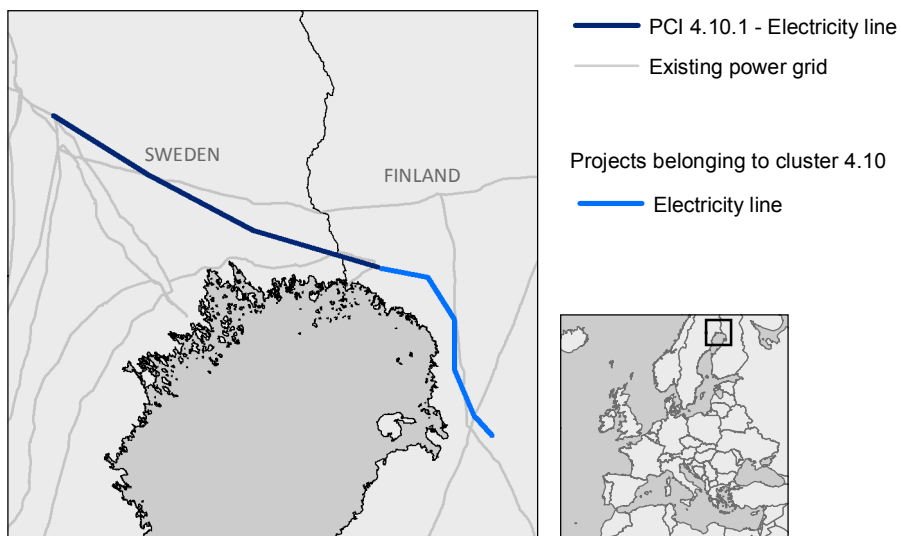 PCI 4.10.1 - Electricity line
Existing power grid
SWEDEN
FINLAND
Projects belonging to cluster 4.10
Electricity line